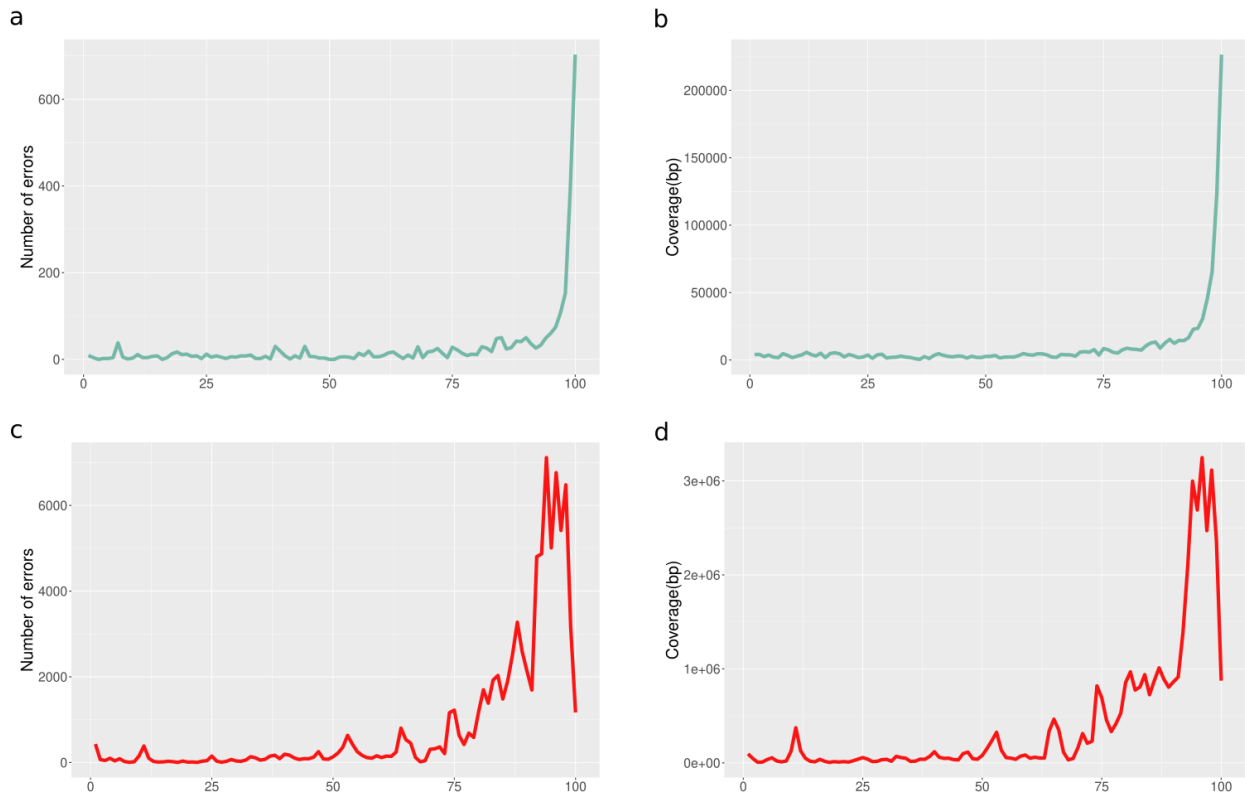 a
Number of errors
600
400
200
0
0 25 50 75 100
b
Coverage(bp)
200000
150000
100000
50000
0
0 25 50 75 100
c
Number of errors
6000
4000
2000
0
0 25 50 75 100
d
Coverage(bp)
3e+06
2e+06
1e+06
0e+00
0 25 50 75 100